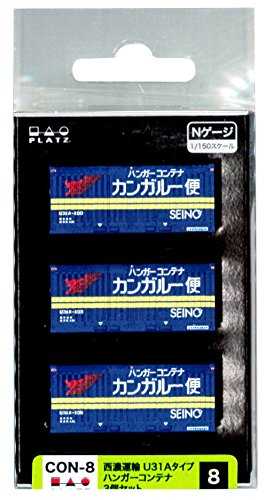 PLATZ
Nゲージ
1/150スケール
ハンガーコンテナ
カンガルー便
U31A-400
SEINO
ハンガーコンテナ
カンガルー便
SEINO
ハンガーコンテナ
カンガルー便
SEINO
CON-8
西濃運輸 U31Aタイプ
ハンガーコンテナ
3個セット
8